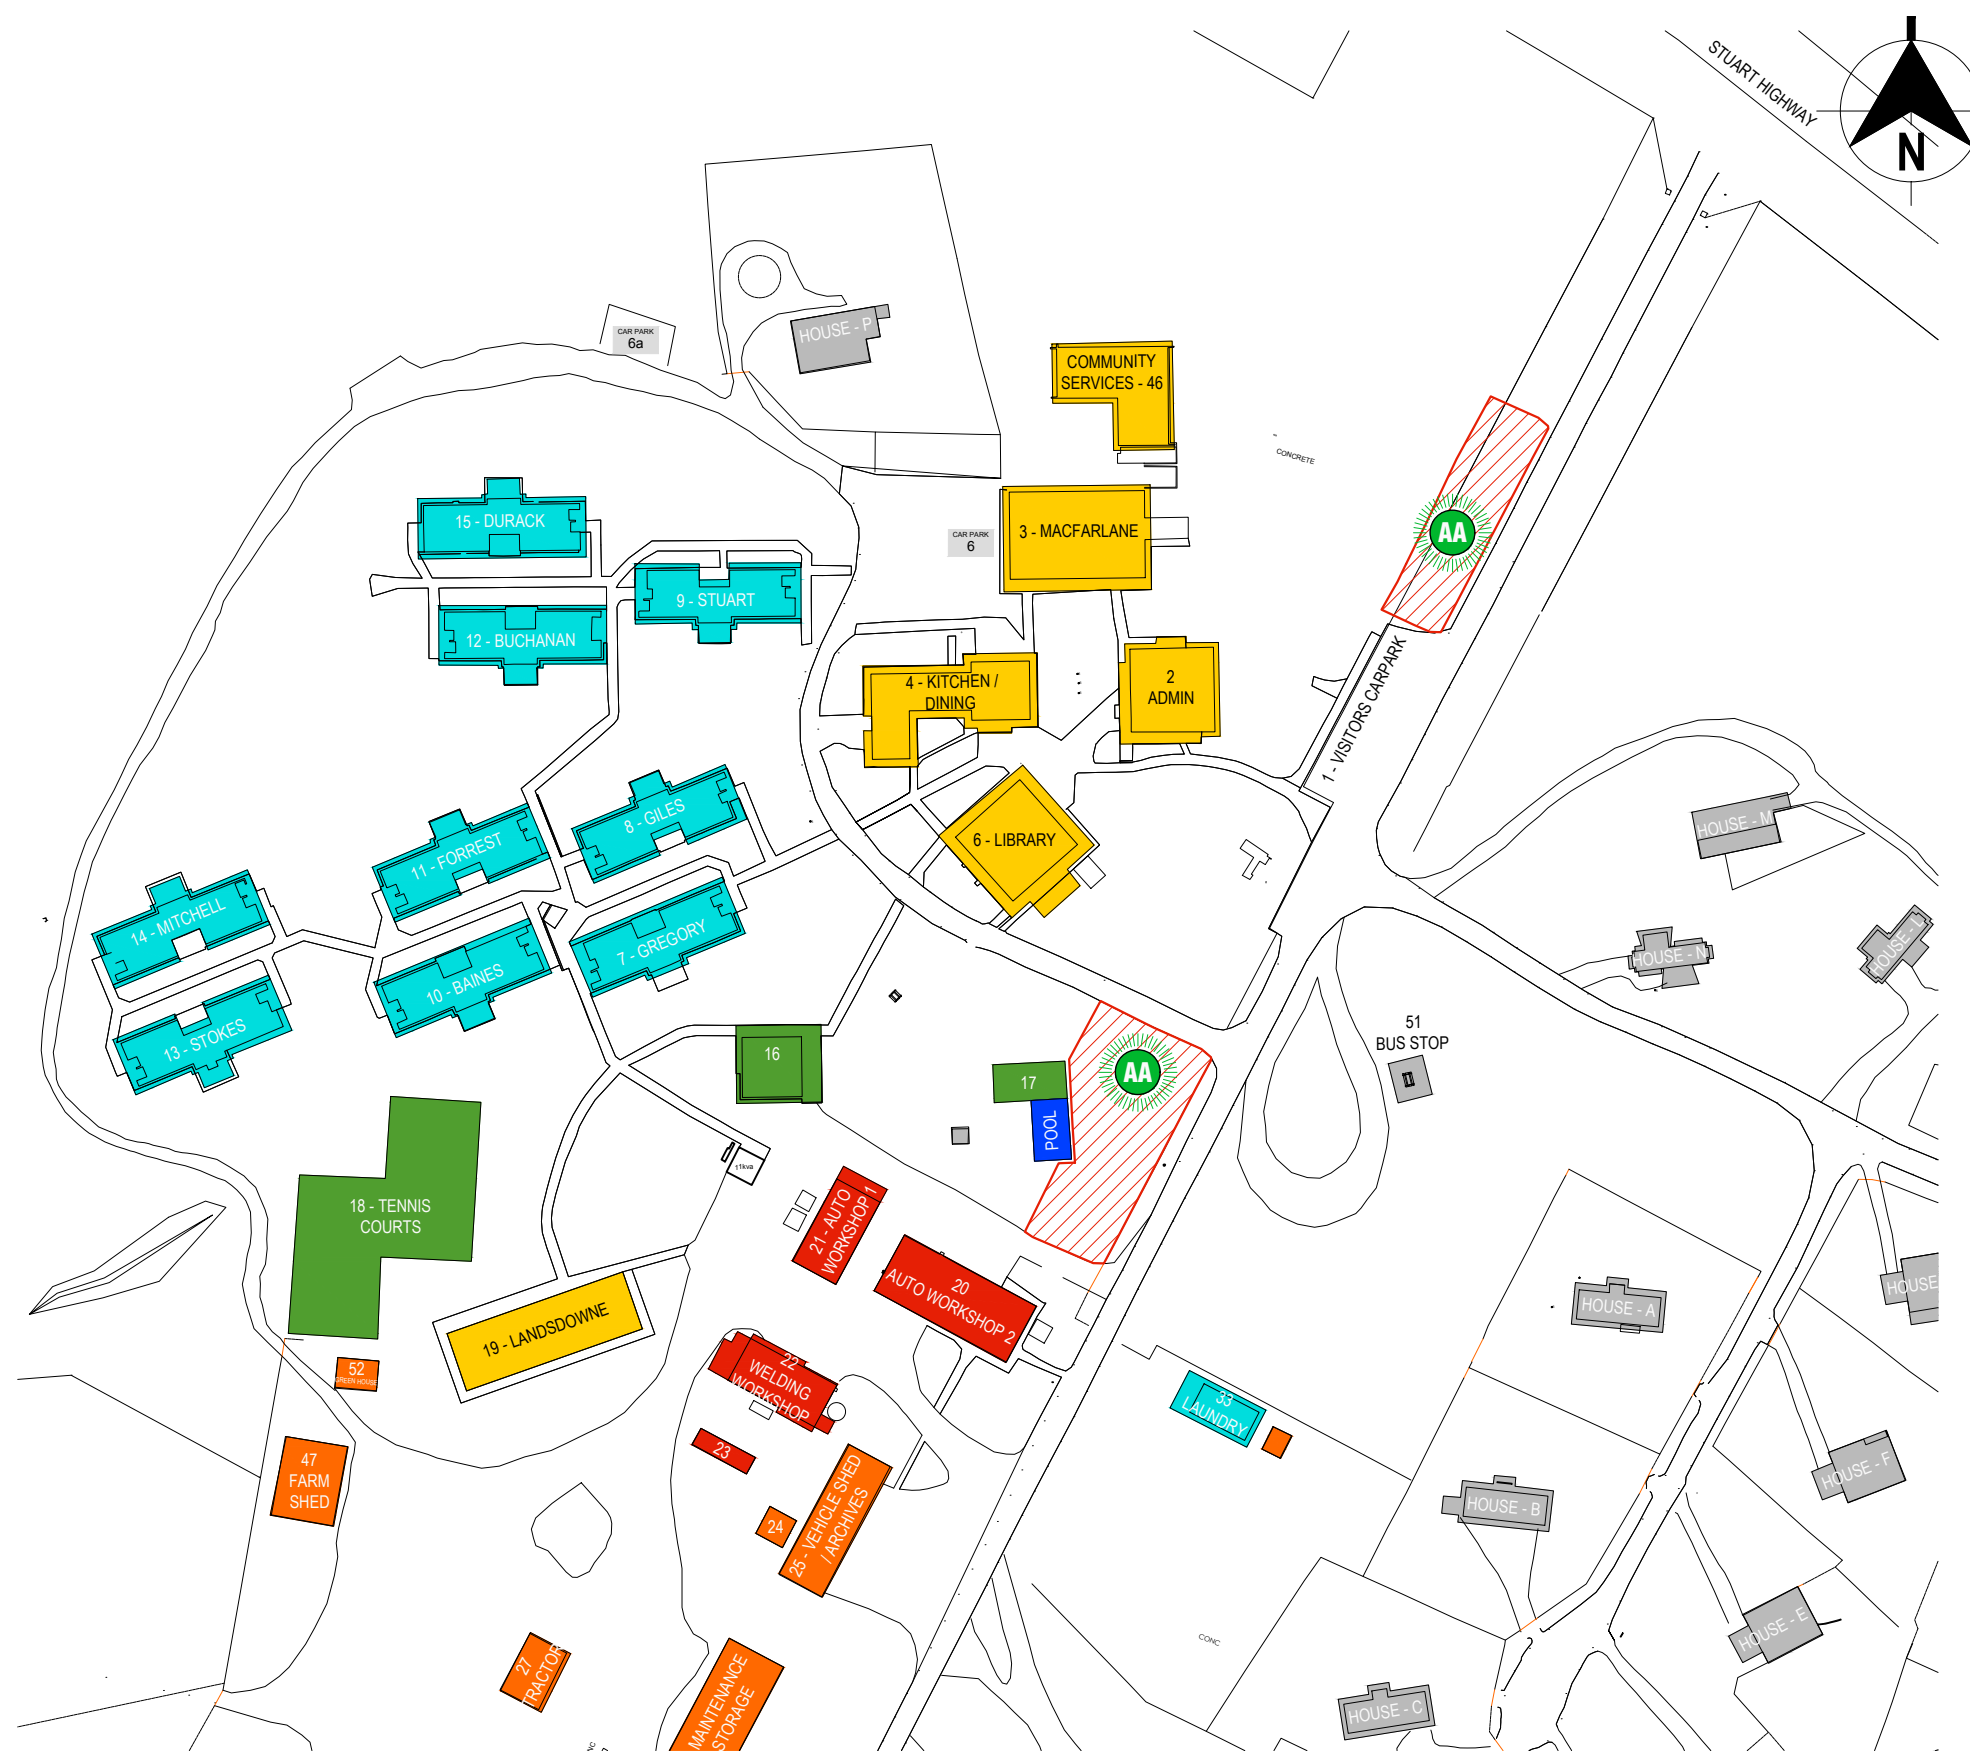 STUART HIGHWAY
N
CAR PARK
6a
HOUSE - P
COMMUNITY
SERVICES - 46
CONCRETE
15 - DURACK
3 - MACFARLANE
CAR PARK
6
AA
9 - STUART
12 - BUCHANAN
4 - KITCHEN /
DINING
2
ADMIN
1 - VISITORS CARPARK
8 - GILES
11 - FORREST
6 - LIBRARY
HOUSE - M
14 - MITCHELL
7 - GREGORY
10 - BAINES
13 - STOKES
HOUSE - N
HOUSE - L
51
BUS STOP
16
17
POOL
AA
11kva
18 - TENNIS
COURTS
21 - AUTO
WORKSHOP 1
20
AUTO WORKSHOP 2
19 - LANDSDOWNE
HOUSE - A
HOUSE
52
GREEN HOUSE
22
WELDING
WORKSHOP
33
LAUNDRY
23
47
FARM
SHED
24
25 - VEHICLE SHED
/ ARCHIVES
HOUSE - B
HOUSE - F
27
TRACTOR
MAINTENANCE
STORAGE
CONC
HOUSE - E
HOUSE - C
CONC